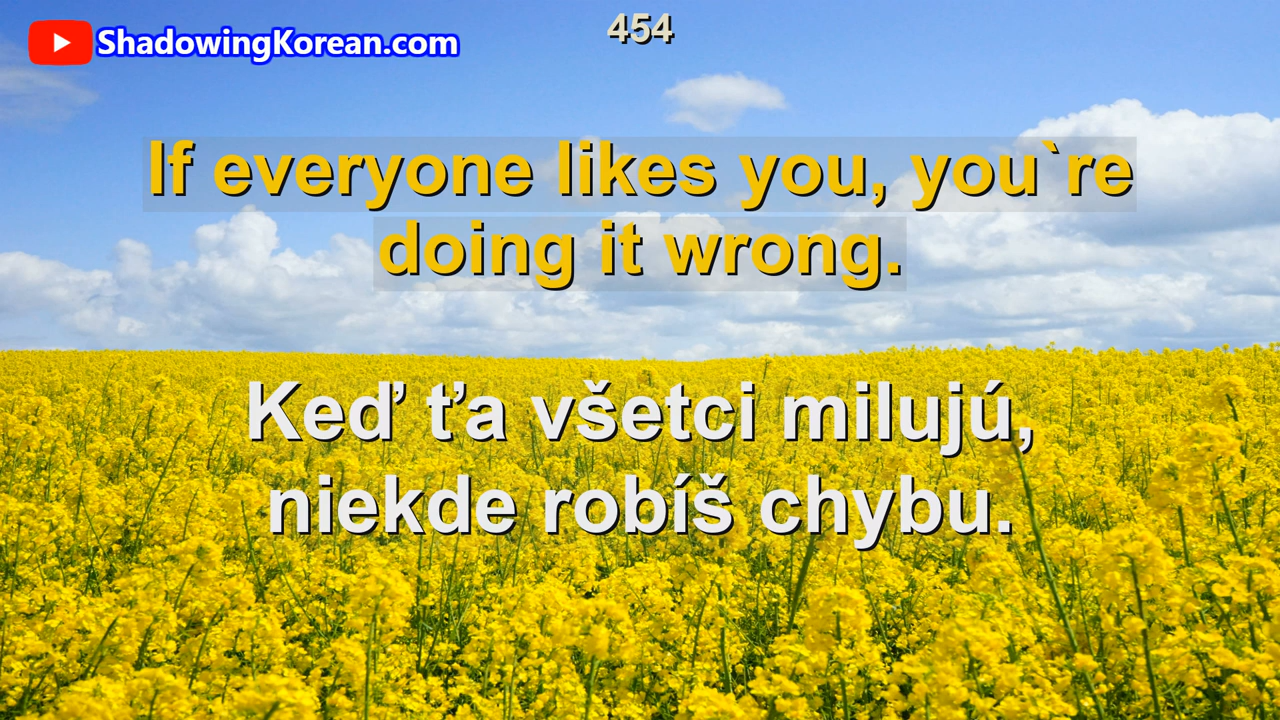 ShadowingKorean.com
454
If everyone likes you, you`re
doing it wrong.
Keď ťa všetci milujú,
niekde robíš chybu.